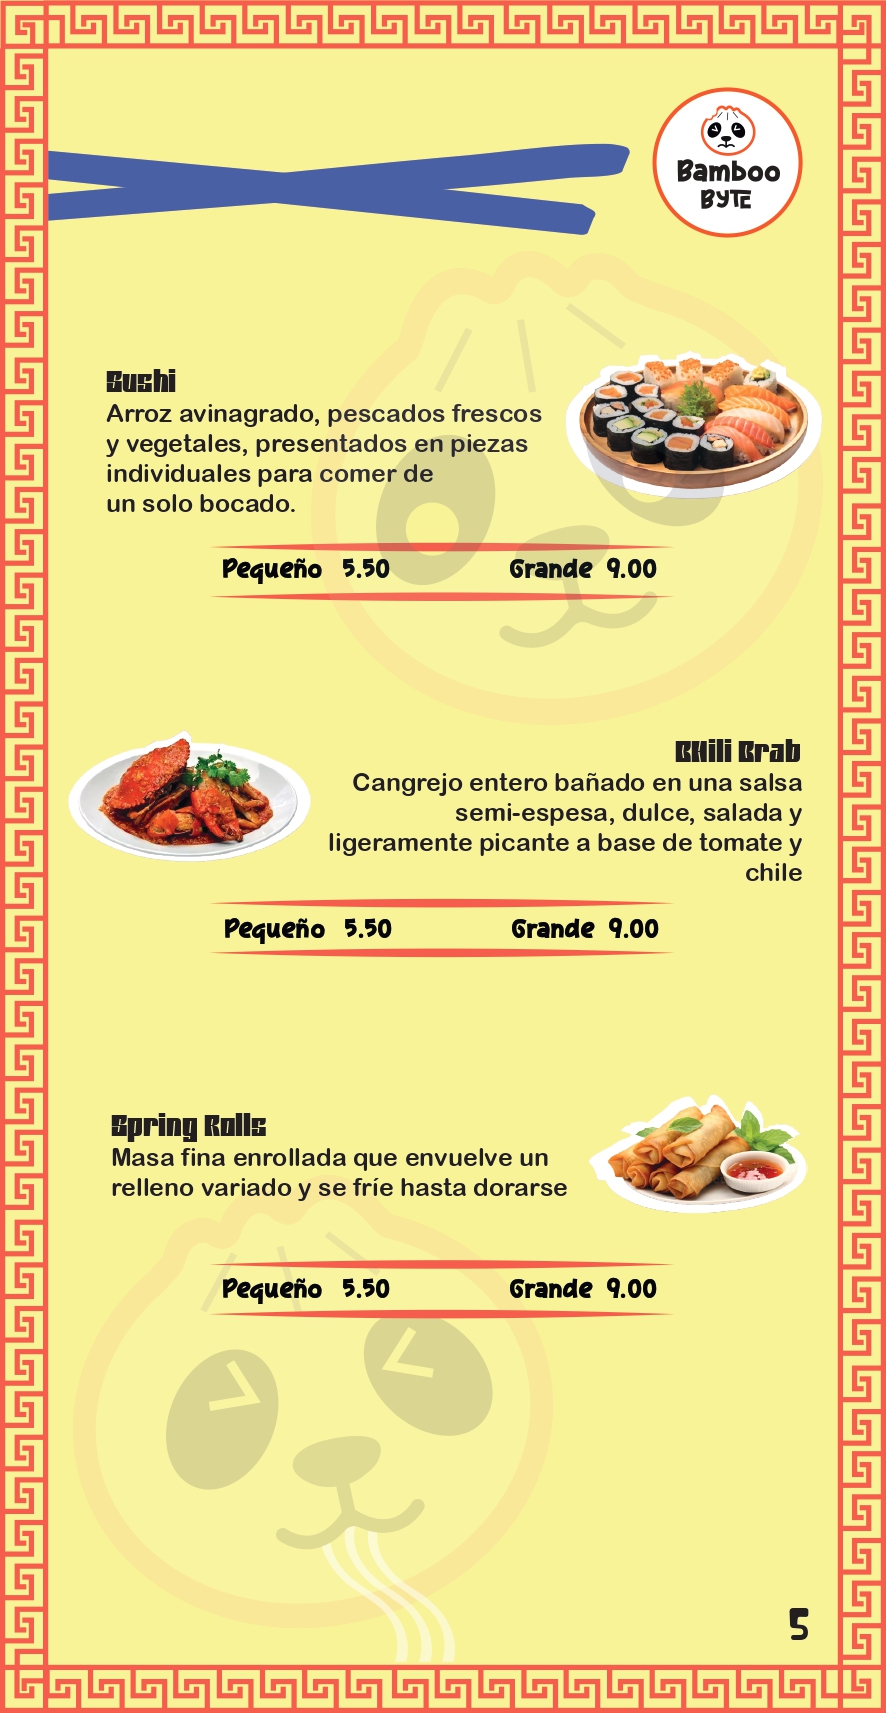 Bamboo
BYTE
Sushi
Arroz avinagrado, pescados frescos
y vegetales, presentados en piezas
individuales para comer de
un solo bocado.
Pequeño 5.50 Grande 9.00
CHili Crab
Cangrejo entero bañado en una salsa
semi-espesa, dulce, salada y
ligeramente picante a base de tomate y
chile
Pequeño 5.50 Grande 9.00
Spring Rolls
Masa fina enrollada que envuelve un
relleno variado y se fríe hasta dorarse
Pequeño 5.50 Grande 9.00
5